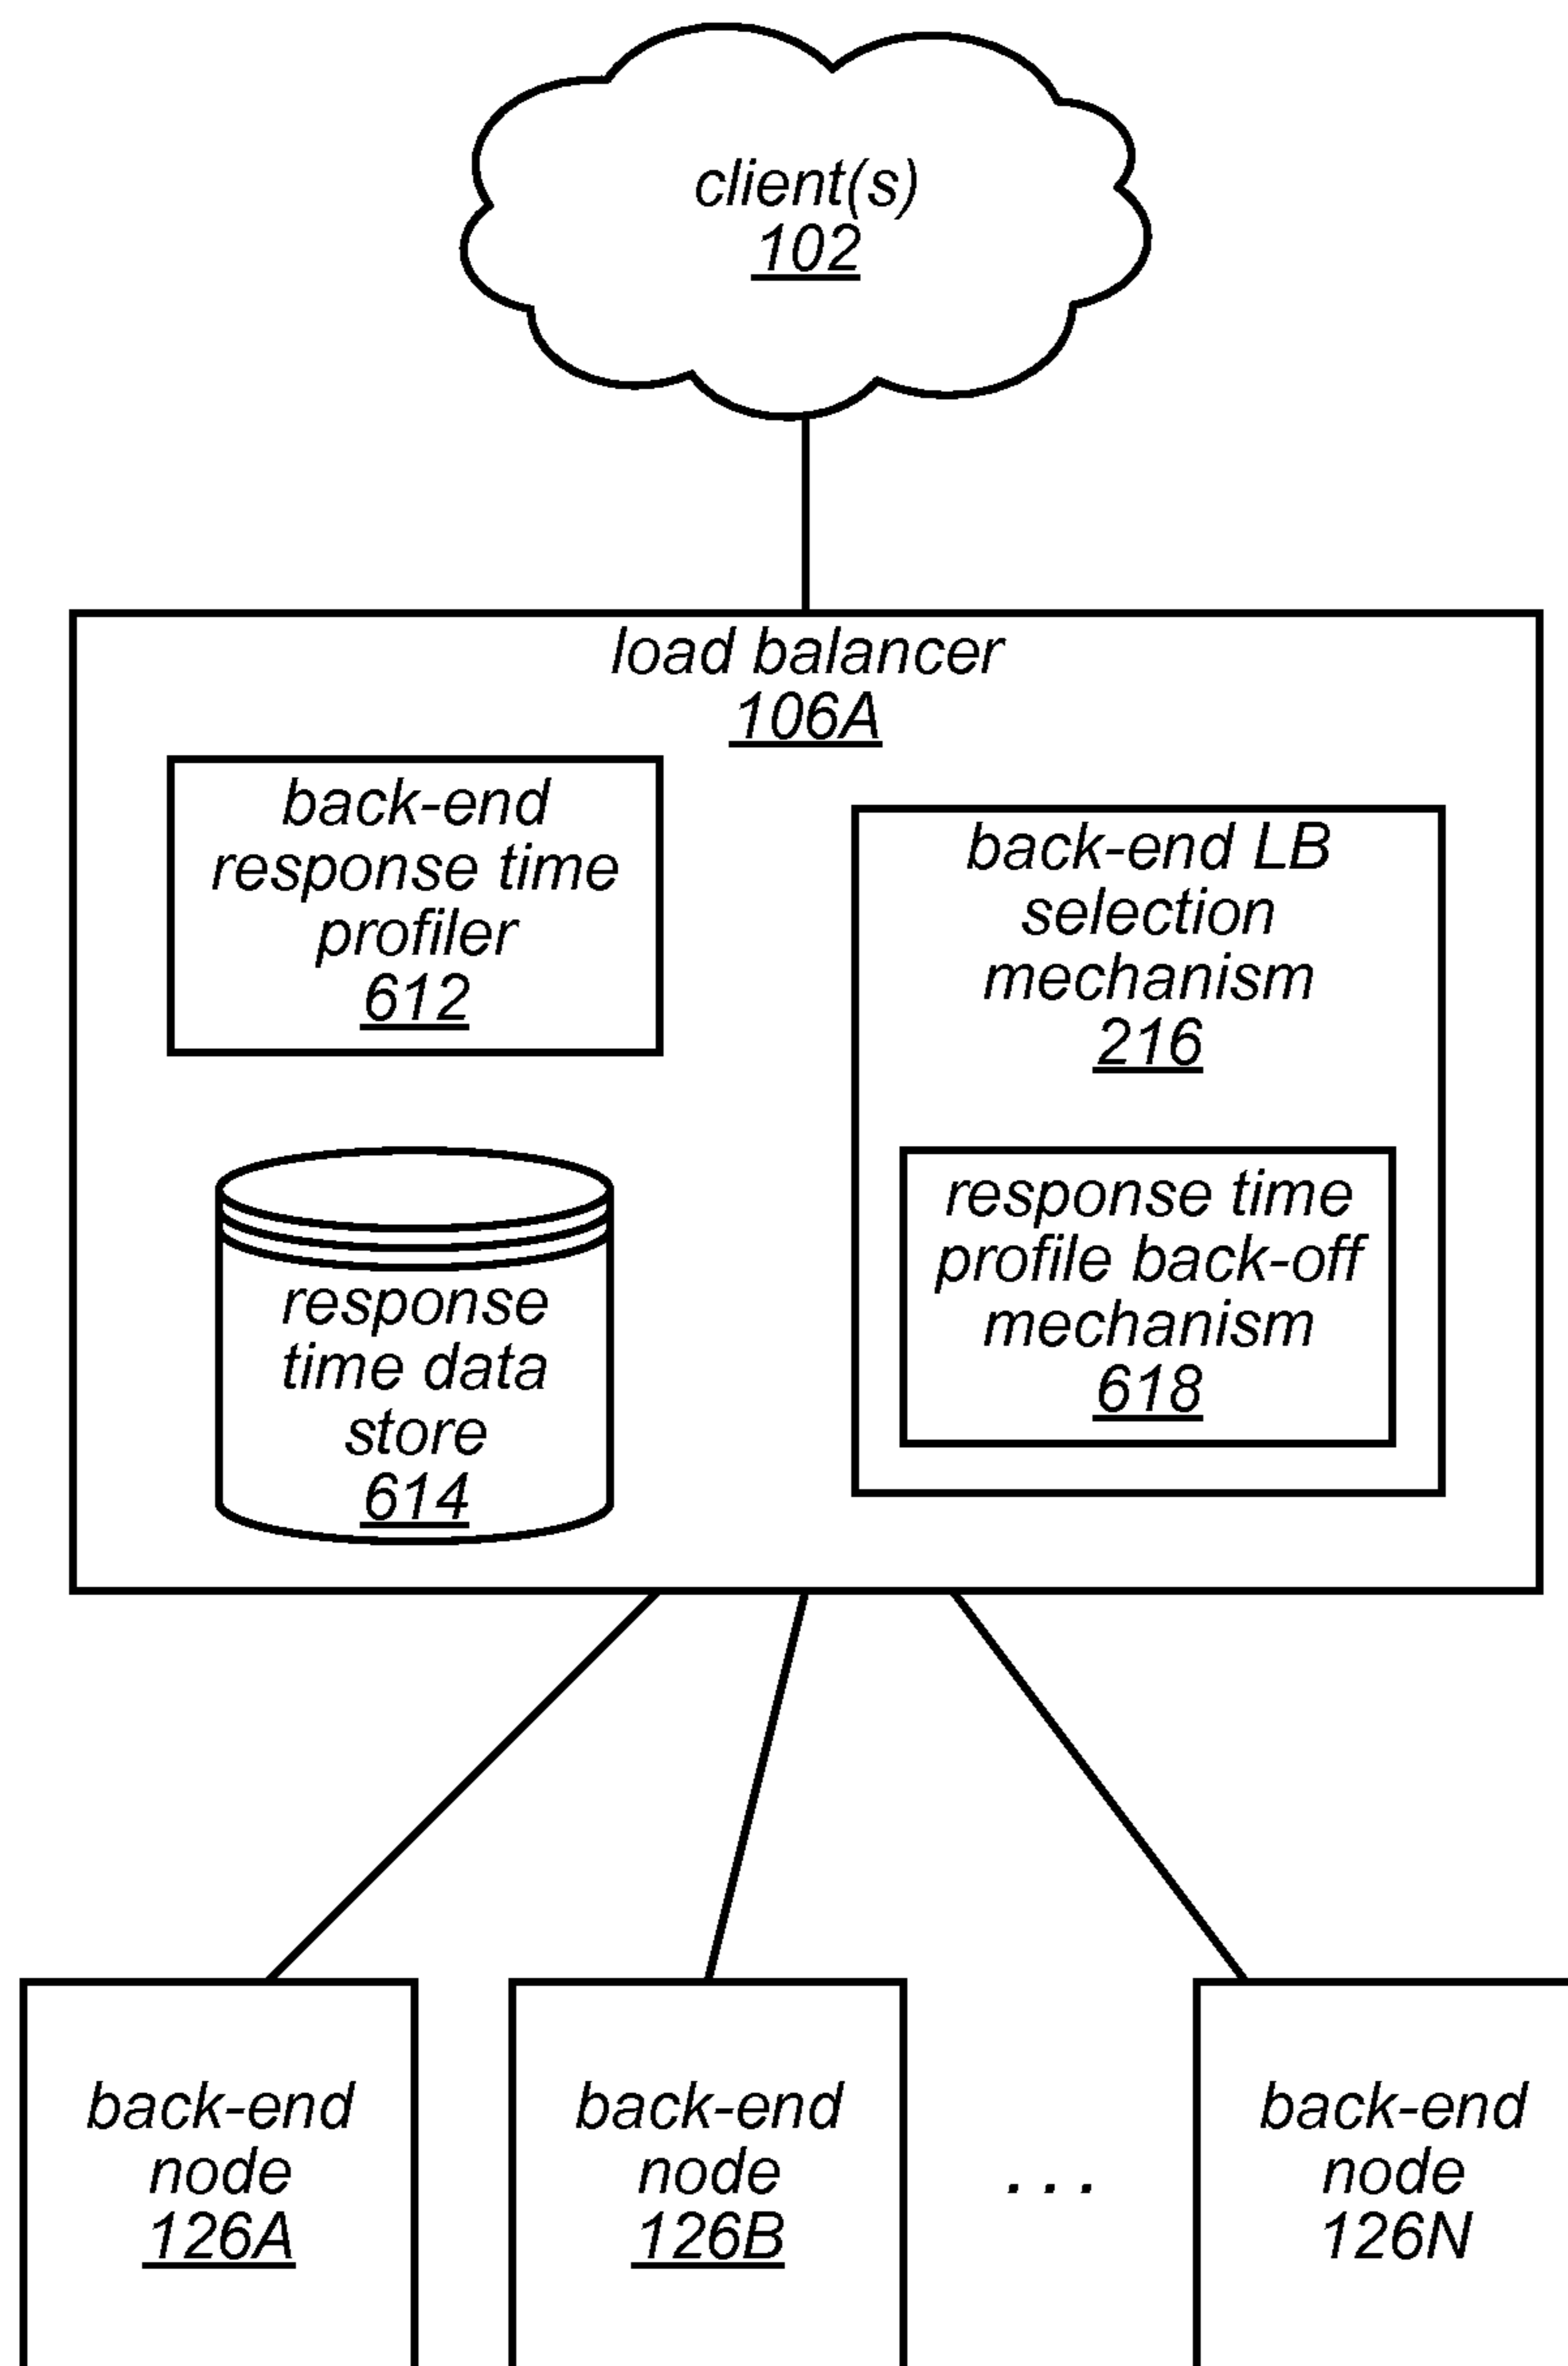 client(s)
102
load balancer
106A
back-end
response time
profiler
612
back-end LB
selection
mechanism
216
response time
profile back-off
mechanism
618
response
time data
store
614
back-end
node
126A
back-end
node
126B
...
back-end
node
126N